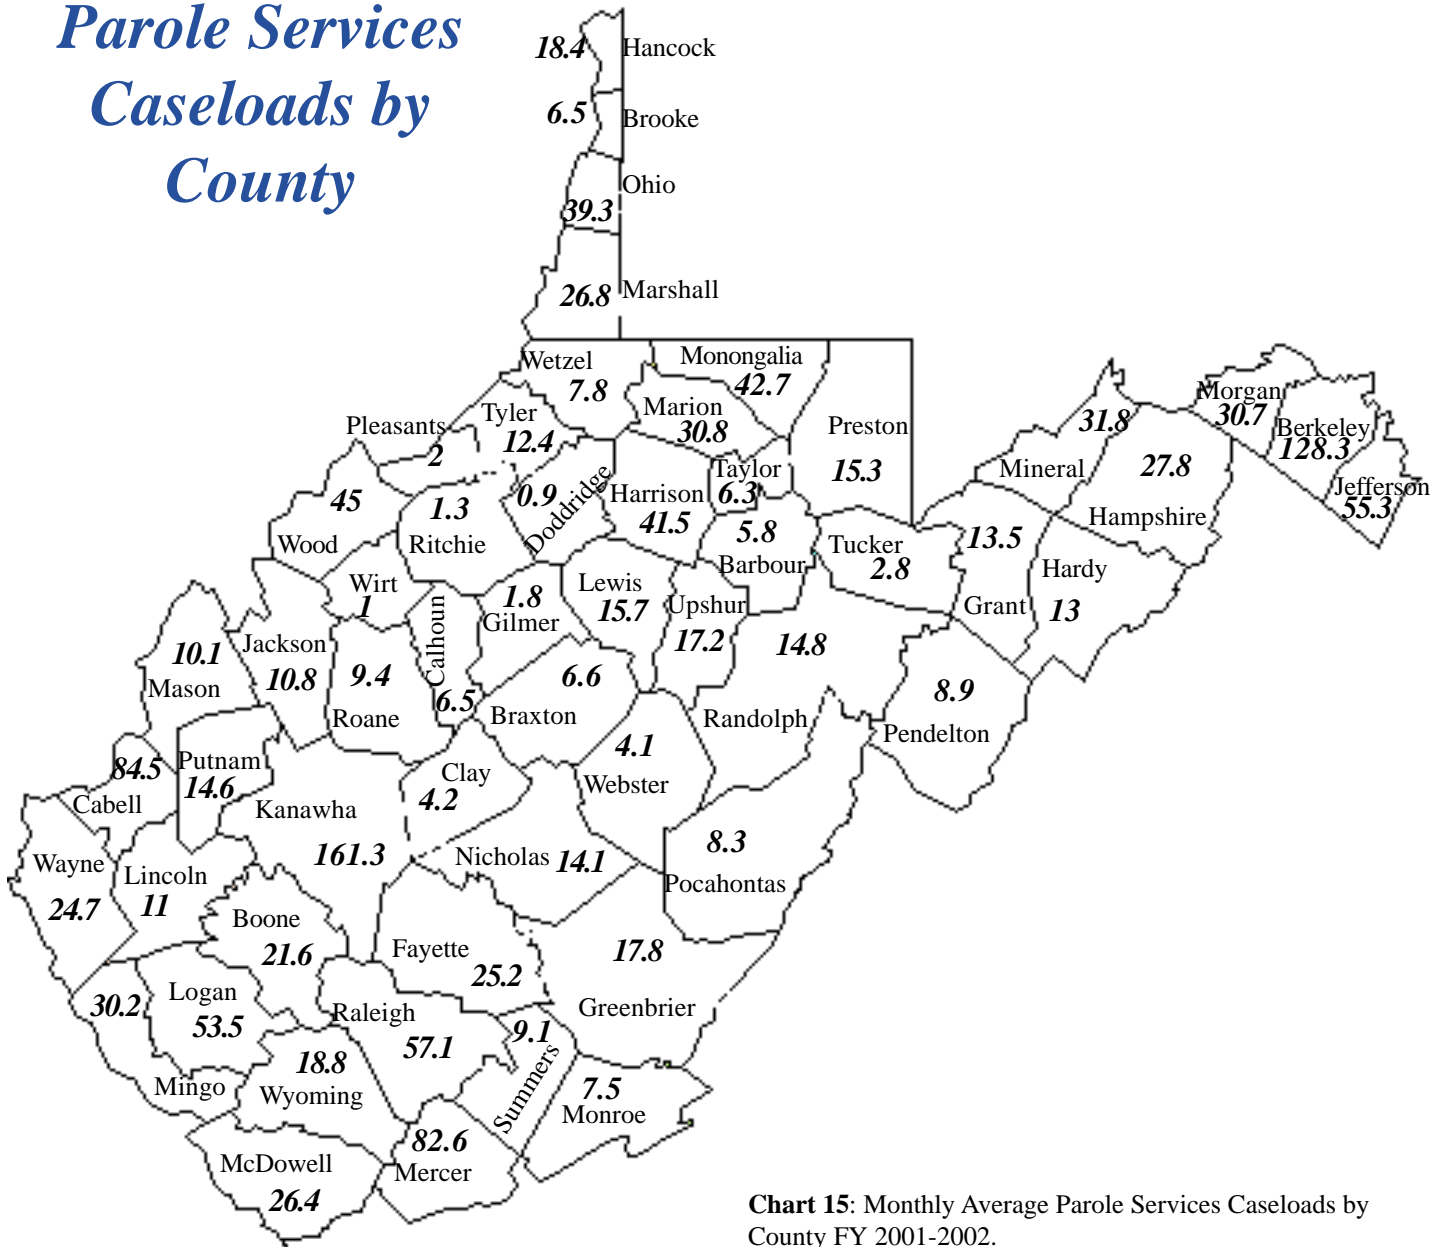 Parole Services
Caseloads by
County
18.4 Hancock
6.5 Brooke
Ohio
39.3
26.8 Marshall
Wetzel
7.8
Monongalia
42.7
Pleasants
2
Tyler
12.4
Marion
30.8
Preston
15.3
Taylor
6.3
Mineral
31.8
27.8
Hampshire
Morgan
30.7
Berkeley
128.3
Jefferson
55.3
45
Wood
1.3
Ritchie
0.9
Doddridge
Harrison
41.5
5.8
Barbour
Tucker
2.8
13.5
Grant
Hardy
13
Wirt
1
Calhoun
6.5
1.8
Gilmer
Lewis
15.7
Upshur
17.2
14.8
Randolph
10.1
Mason
Jackson
10.8
9.4
Roane
6.6
Braxton
8.9
Pendelton
84.5
Cabell
Putnam
14.6
Kanawha
161.3
Clay
4.2
4.1
Webster
8.3
Pocahontas
Wayne
24.7
Lincoln
11
Nicholas 14.1
Boone
21.6
Fayette
25.2
17.8
Greenbrier
30.2
Mingo
Logan
53.5
Raleigh
57.1
9.1
Summers
18.8
Wyoming
7.5
Monroe
McDowell
26.4
82.6
Mercer
Chart 15: Monthly Average Parole Services Caseloads by
County FY 2001-2002.